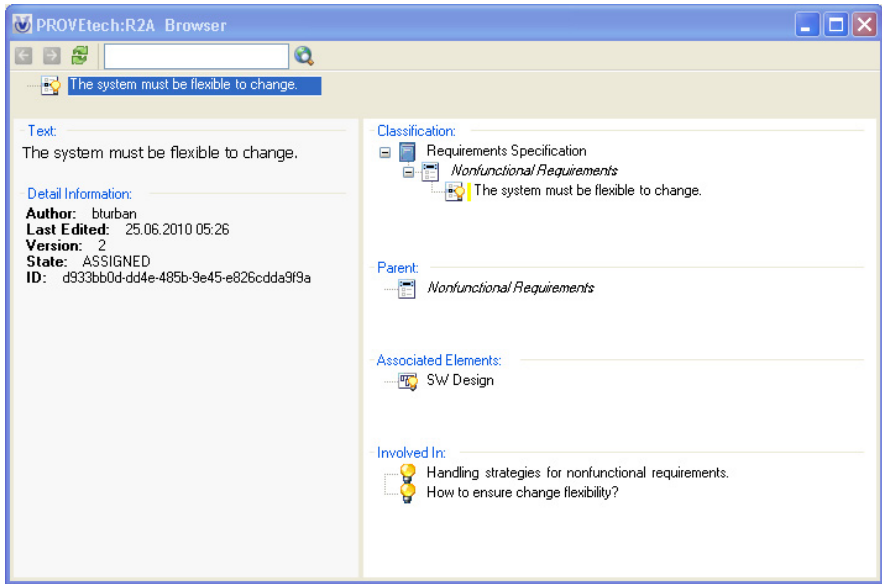 PROVEtech:R2A Browser
The system must be flexible to change.
Text:
The system must be flexible to change.
Detail Information:
Author: bturban
Last Edited: 25.06.2010 05:26
Version: 2
State: ASSIGNED
ID: d933bb0d-dd4e-485b-9e45-e826cdda9f9a
Classification:
Requirements Specification
Nonfunctional Requirements
The system must be flexible to change.
Parent:
Nonfunctional Requirements
Associated Elements:
SW Design
Involved In:
Handling strategies for nonfunctional requirements.
How to ensure change flexibility?